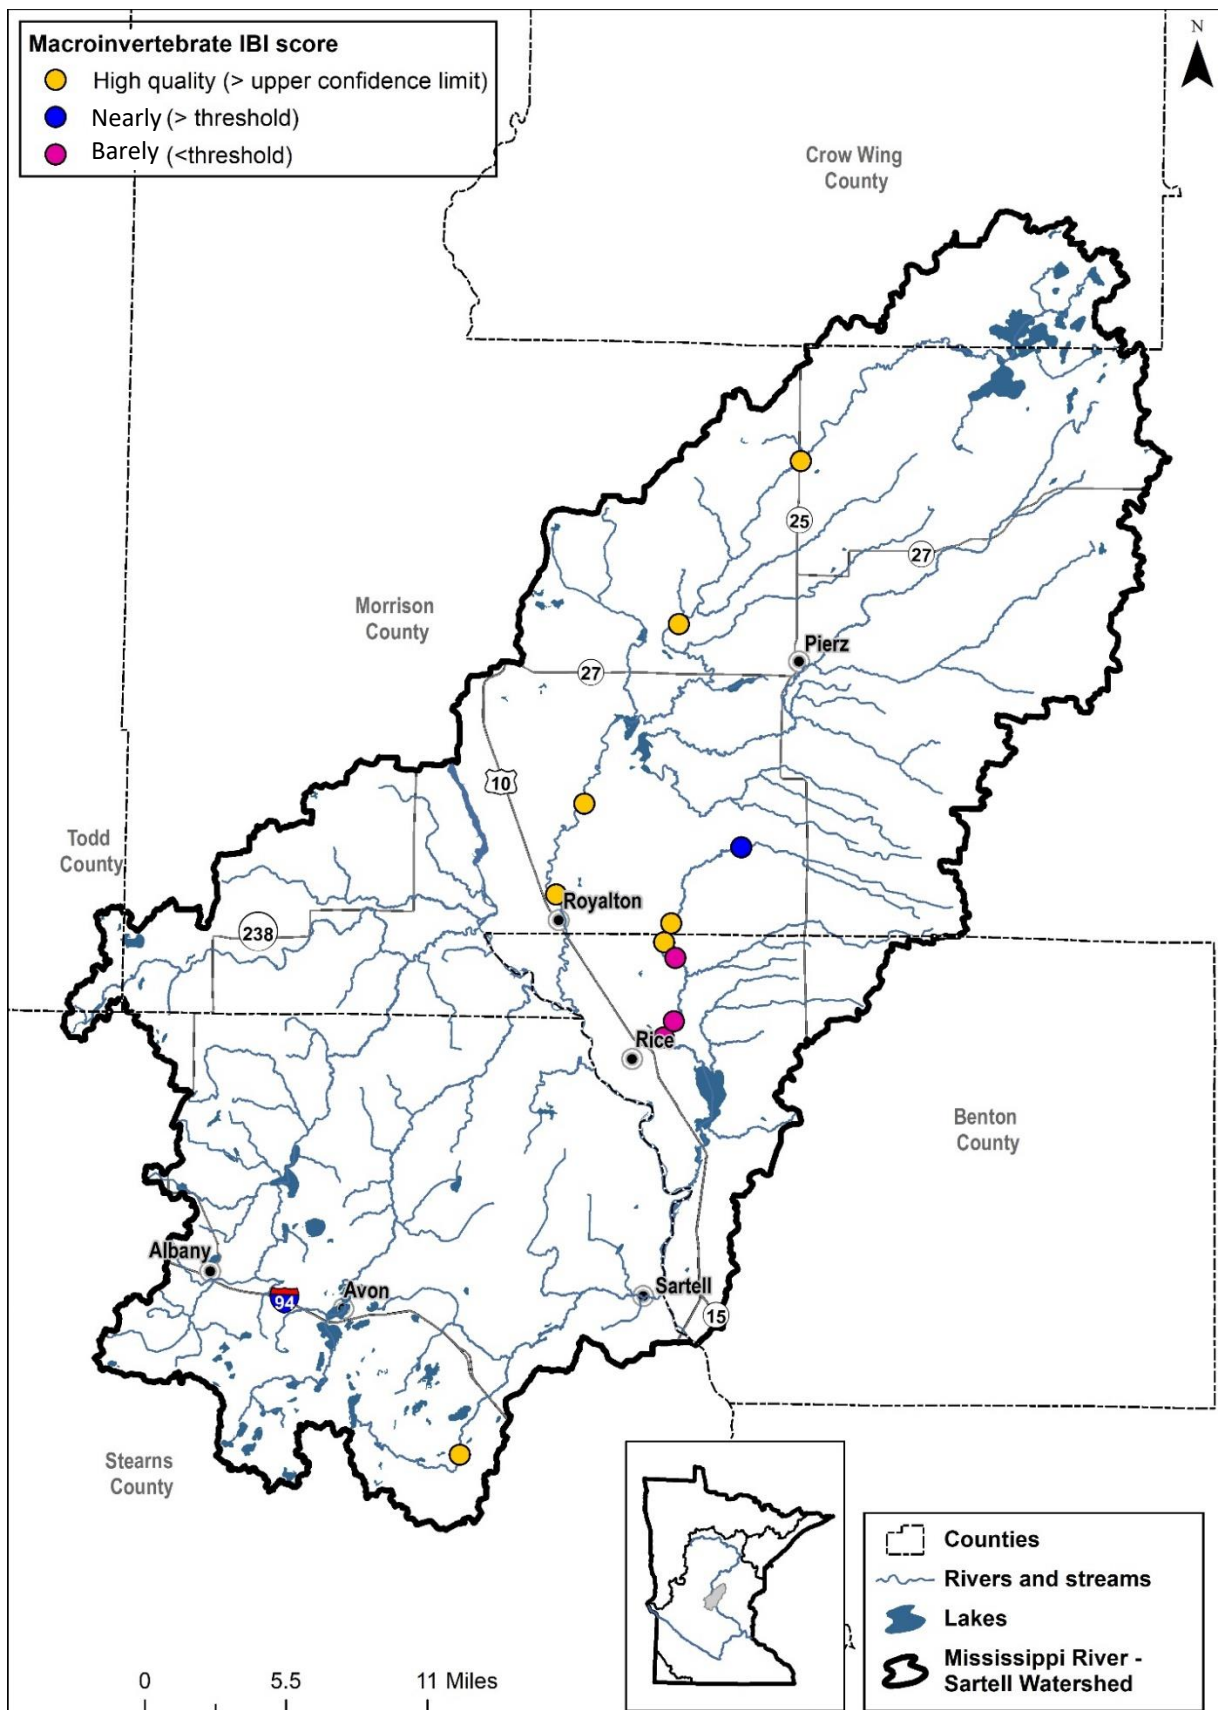 Macroinvertebrate IBI score
High quality (> upper confidence limit)
Nearly (> threshold)
Barely (<threshold)
N
Crow Wing
County
25
27
Morrison
County
Pierz
27
10
Todd
County
Royalton
238
Rice
Benton
County
Albany
94
Avon
Sartell
15
Stearns
County
Counties
Rivers and streams
Lakes
Mississippi River -
Sartell Watershed
0 5.5 11 Miles